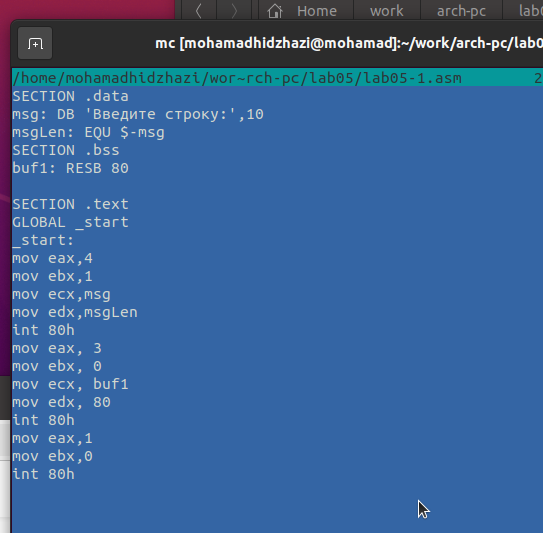 Home work arch-pc lab0
mc [mohamadhidzhazi@mohamad]:~/work/arch-pc/lab0
/home/mohamadhidzhazi/wor~rch-pc/lab05/lab05-1.asm 2
SECTION .data
msg: DB 'Введите строку:',10
msgLen: EQU $-msg
SECTION .bss
buf1: RESB 80
SECTION .text
GLOBAL _start
_start:
mov eax,4
mov ebx,1
mov ecx,msg
mov edx,msgLen
int 80h
mov eax, 3
mov ebx, 0
mov ecx, buf1
mov edx, 80
int 80h
mov eax,1
mov ebx,0
int 80h